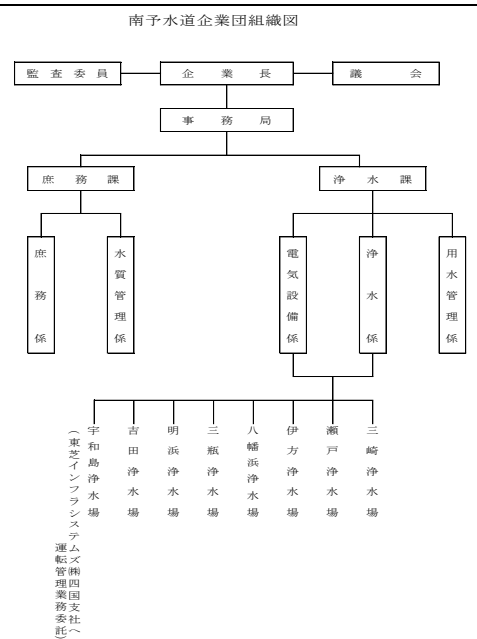 南予水道企業団組織図
監査委員
企業長
議会
事務局
庶務課
浄水課
庶務係
水質管理係
電気設備係
浄水係
用水管理係
宇和島浄水場
(東芝インフラシステムズ㈱四国支社へ
運転管理業務委託)
吉田浄水場
明浜浄水場
三瓶浄水場
八幡浜浄水場
伊方浄水場
瀬戸浄水場
三崎浄水場